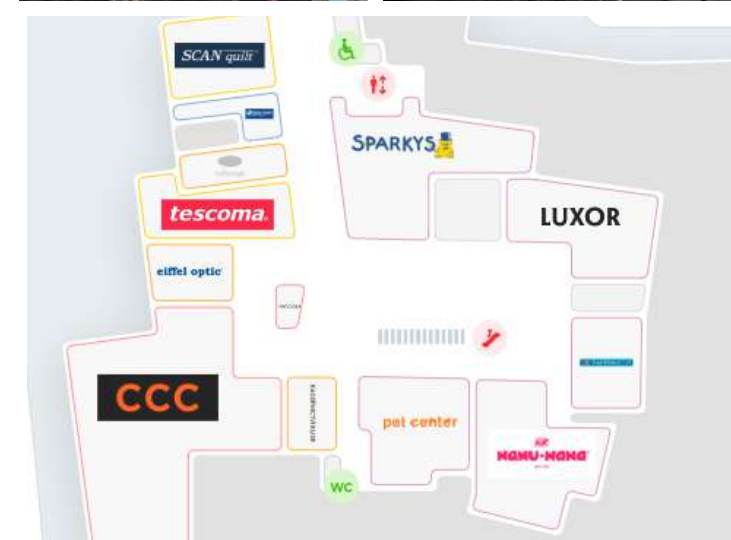 SCAN quilt
SPARKYS
tescoma.
LUXOR
eiffel optic
CCC
pet center
NANU-NANA
WC